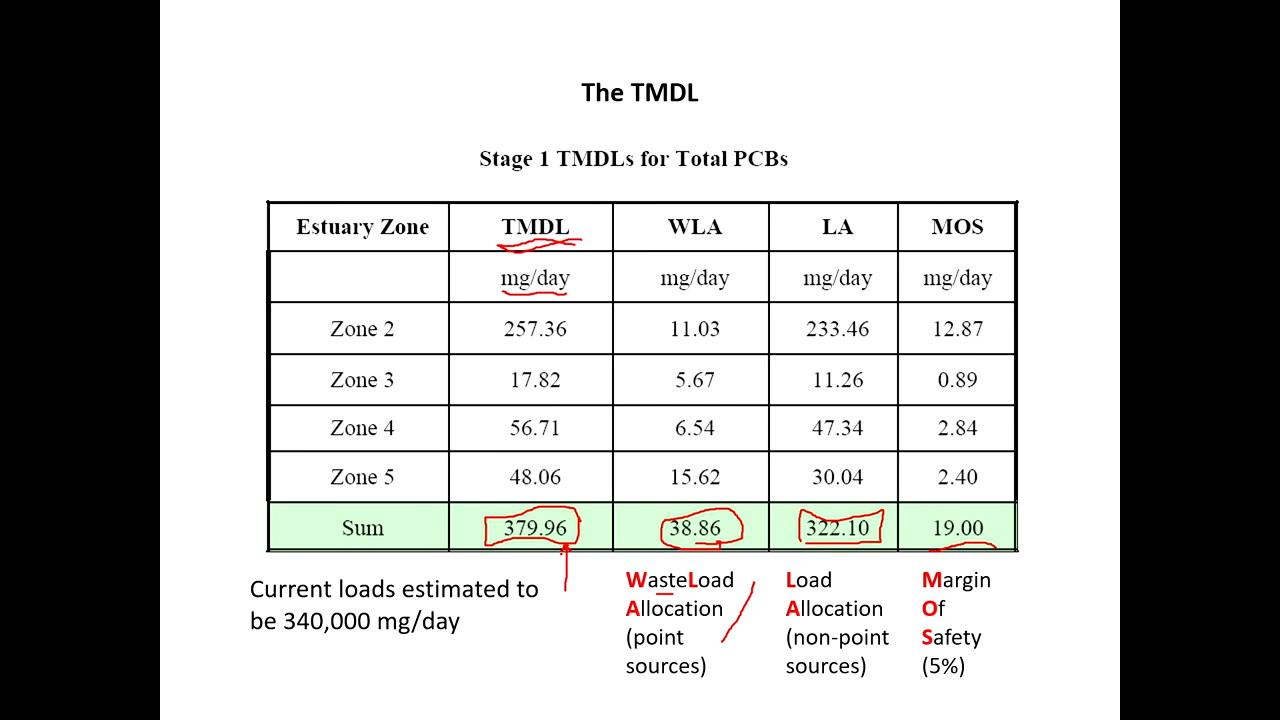 The TMDL
Stage 1 TMDLs for Total PCBs
Estuary Zone TMDL WLA LA MOS
mg/day mg/day mg/day mg/day
Zone 2 257.36 11.03 233.46 12.87
Zone 3 17.82 5.67 11.26 0.89
Zone 4 56.71 6.54 47.34 2.84
Zone 5 48.06 15.62 30.04 2.40
Sum 379.96 38.86 322.10 19.00
Current loads estimated to
be 340,000 mg/day
WasteLoad
Allocation
(point
sources)
Load
Allocation
(non-point
sources)
Margin
Of
Safety
(5%)